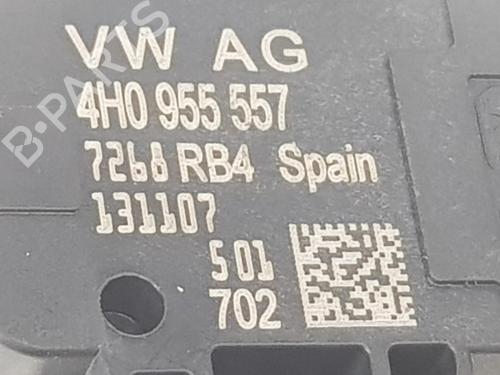 VW AG
4H0 955 557
7268 RB4 Spain
131107
501
702
B-PARTS